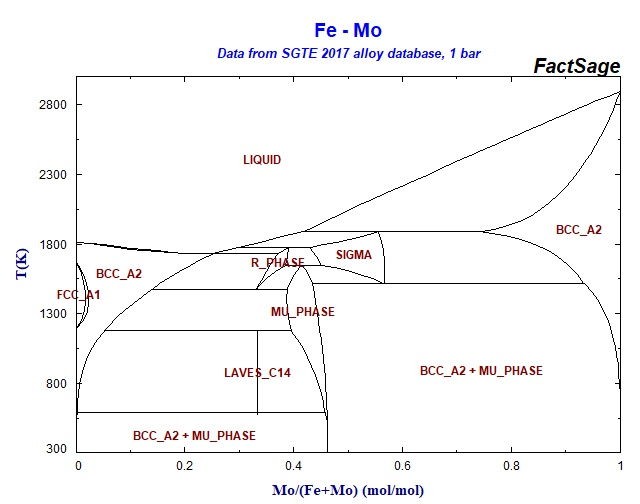 Fe - Mo
Data from SGTE 2017 alloy database, 1 bar
FactSage
2800
2300
1800
1300
800
300
T(K)
LIQUID
BCC_A2
BCC_A2
R_PHASE
SIGMA
FCC_A1
MU_PHASE
LAVES_C14
BCC_A2 + MU_PHASE
BCC_A2 + MU_PHASE
0 0.2 0.4 0.6 0.8 1
Mo/(Fe+Mo) (mol/mol)